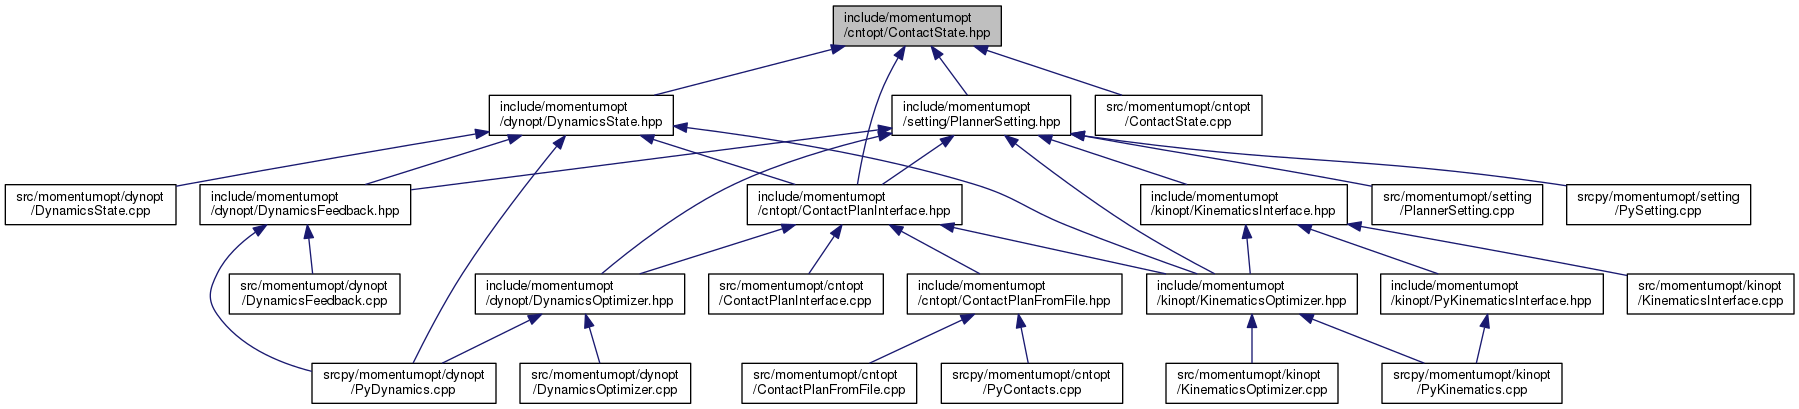 include/momentumopt
/cntopt/ContactState.hpp
include/momentumopt
/dynopt/DynamicsState.hpp
include/momentumopt
/setting/PlannerSetting.hpp
src/momentumopt/cntopt
/ContactState.cpp
src/momentumopt/dynopt
/DynamicsState.cpp
include/momentumopt
/dynopt/DynamicsFeedback.hpp
include/momentumopt
/cntopt/ContactPlanInterface.hpp
include/momentumopt
/kinopt/KinematicsInterface.hpp
src/momentumopt/setting
/PlannerSetting.cpp
srcpy/momentumopt/setting
/PySetting.cpp
src/momentumopt/dynopt
/DynamicsFeedback.cpp
include/momentumopt
/dynopt/DynamicsOptimizer.hpp
src/momentumopt/cntopt
/ContactPlanInterface.cpp
include/momentumopt
/cntopt/ContactPlanFromFile.hpp
include/momentumopt
/kinopt/KinematicsOptimizer.hpp
include/momentumopt
/kinopt/PyKinematicsInterface.hpp
src/momentumopt/kinopt
/KinematicsInterface.cpp
srcpy/momentumopt/dynopt
/PyDynamics.cpp
src/momentumopt/dynopt
/DynamicsOptimizer.cpp
src/momentumopt/cntopt
/ContactPlanFromFile.cpp
srcpy/momentumopt/cntopt
/PyContacts.cpp
src/momentumopt/kinopt
/KinematicsOptimizer.cpp
srcpy/momentumopt/kinopt
/PyKinematics.cpp